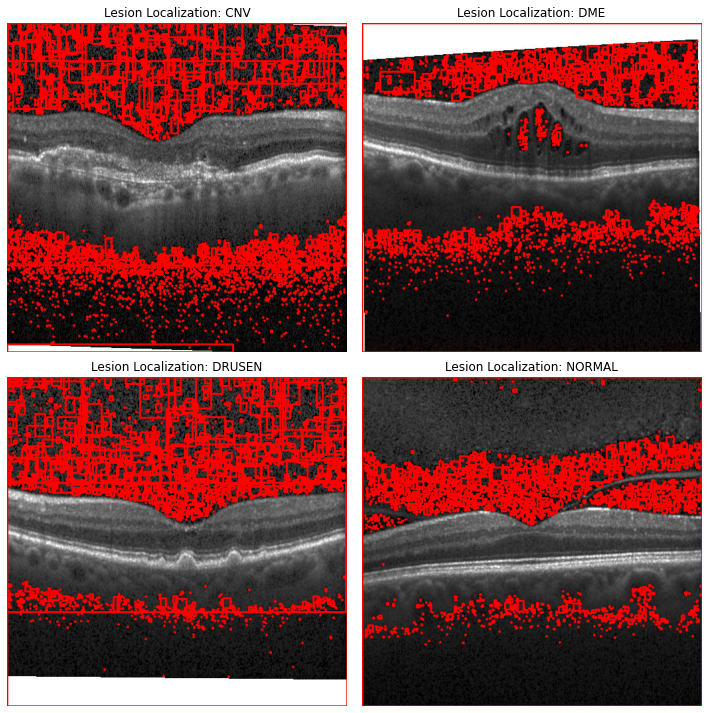 Lesion Localization: CNV
Lesion Localization: DME
Lesion Localization: DRUSEN
Lesion Localization: NORMAL